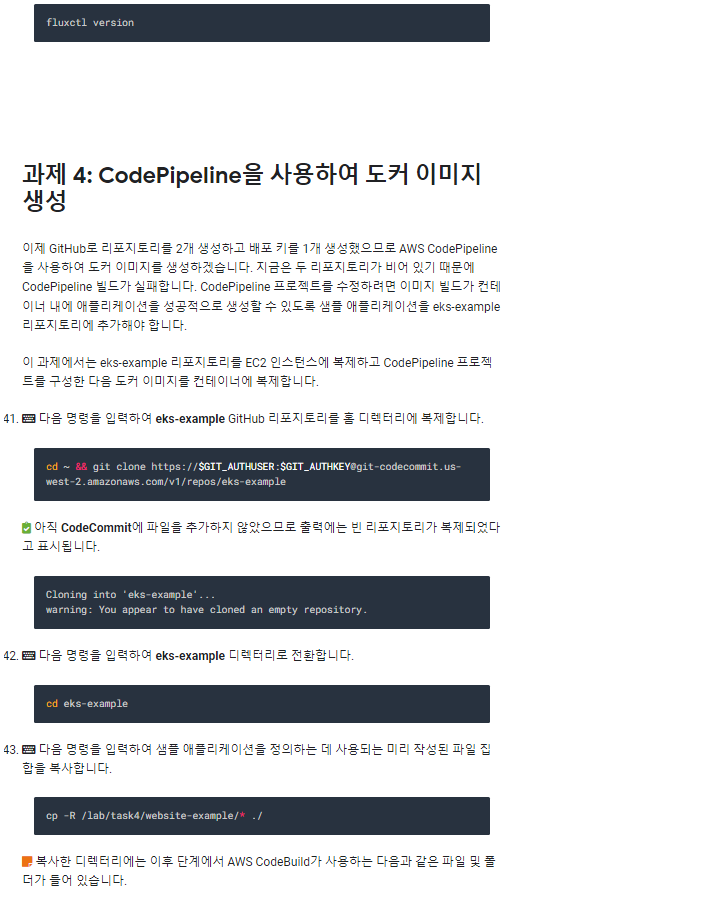 fluxctl version
과제 4: CodePipeline을 사용하여 도커 이미지
생성
이제 GitHub로 리포지토리를 2개 생성하고 배포 키를 1개 생성했으므로 AWS CodePipeline
을 사용하여 도커 이미지를 생성하겠습니다. 지금은 두 리포지토리가 비어 있기 때문에
CodePipeline 빌드가 실패합니다. CodePipeline 프로젝트를 수정하려면 이미지 빌드가 컨테
이너 내에 애플리케이션을 성공적으로 생성할 수 있도록 샘플 애플리케이션을 eks-example
리포지토리에 추가해야 합니다.
이 과제에서는 eks-example 리포지토리를 EC2 인스턴스에 복제하고 CodePipeline 프로젝
트를 구성한 다음 도커 이미지를 컨테이너에 복제합니다.
41. 다음 명령을 입력하여 eks-example GitHub 리포지토리를 홈 디렉터리에 복제합니다.
cd ~ && git clone https://$GIT_AUTHUSER:$GIT_AUTHKEY@git-codecommit.us-
west-2.amazonaws.com/v1/repos/eks-example
아직 CodeCommit에 파일을 추가하지 않았으므로 출력에는 빈 리포지토리가 복제되었다
고 표시됩니다.
Cloning into 'eks-example'...
warning: You appear to have cloned an empty repository.
42. 다음 명령을 입력하여 eks-example 디렉터리로 전환합니다.
cd eks-example
43. 다음 명령을 입력하여 샘플 애플리케이션을 정의하는 데 사용되는 미리 작성된 파일 집
합을 복사합니다.
cp -R /lab/task4/website-example/* ./
복사한 디렉터리에는 이후 단계에서 AWS CodeBuild가 사용하는 다음과 같은 파일 및 폴
더가 들어 있습니다.